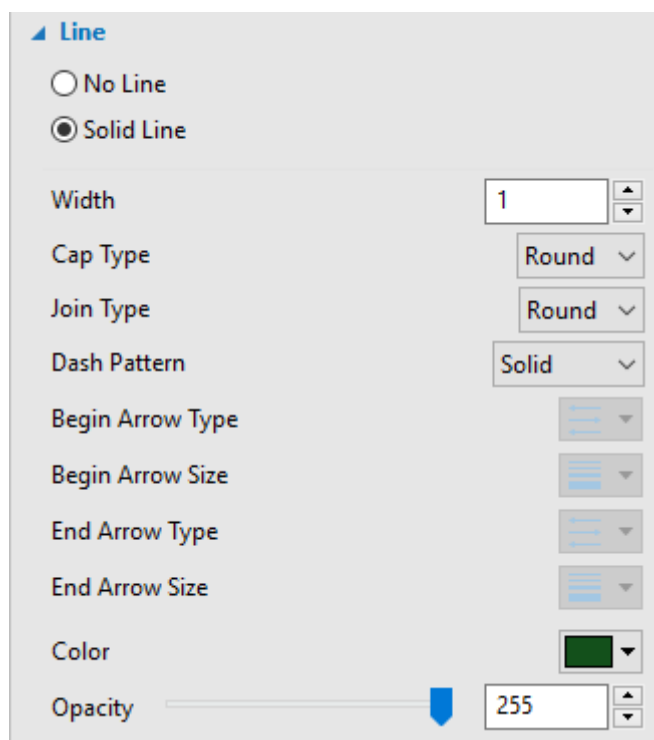 Line
No Line
Solid Line
Width 1
Cap Type Round
Join Type Round
Dash Pattern Solid
Begin Arrow Type
Begin Arrow Size
End Arrow Type
End Arrow Size
Color
Opacity 255